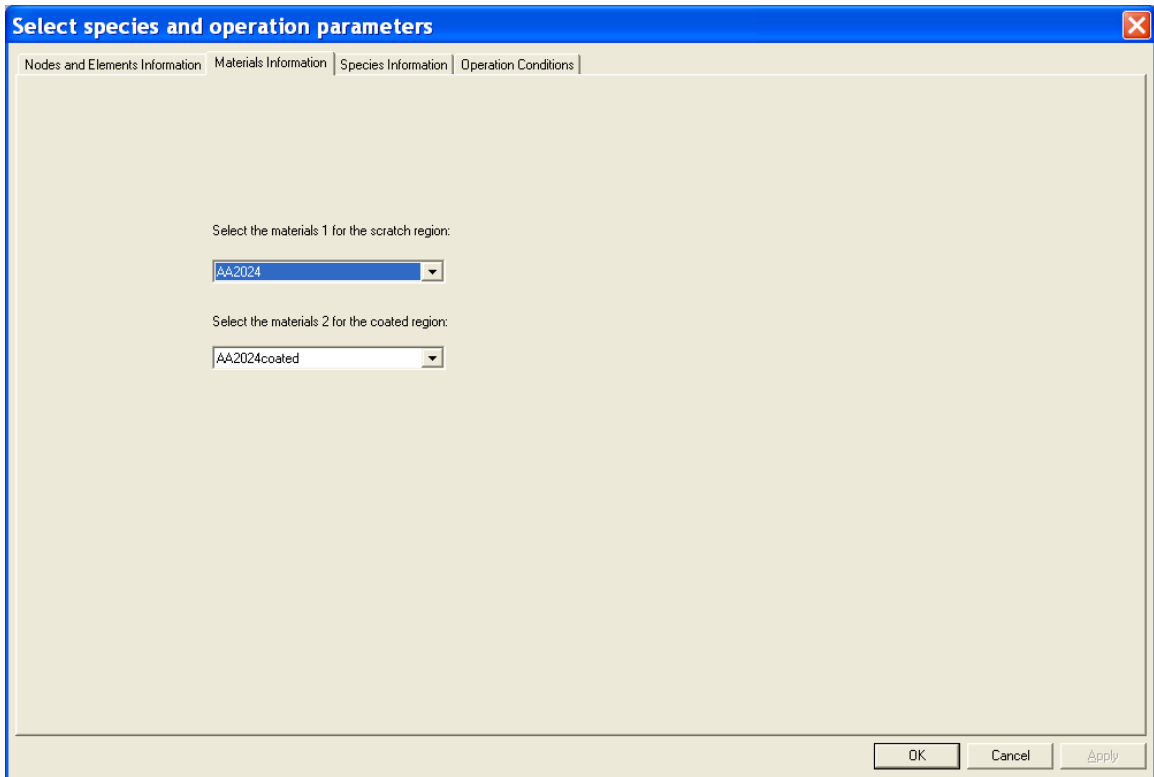 Select species and operation parameters
Nodes and Elements Information Materials Information Species Information Operation Conditions
Select the materials 1 for the scratch region:
AA2024
Select the materials 2 for the coated region:
AA2024coated
OK Cancel Apply